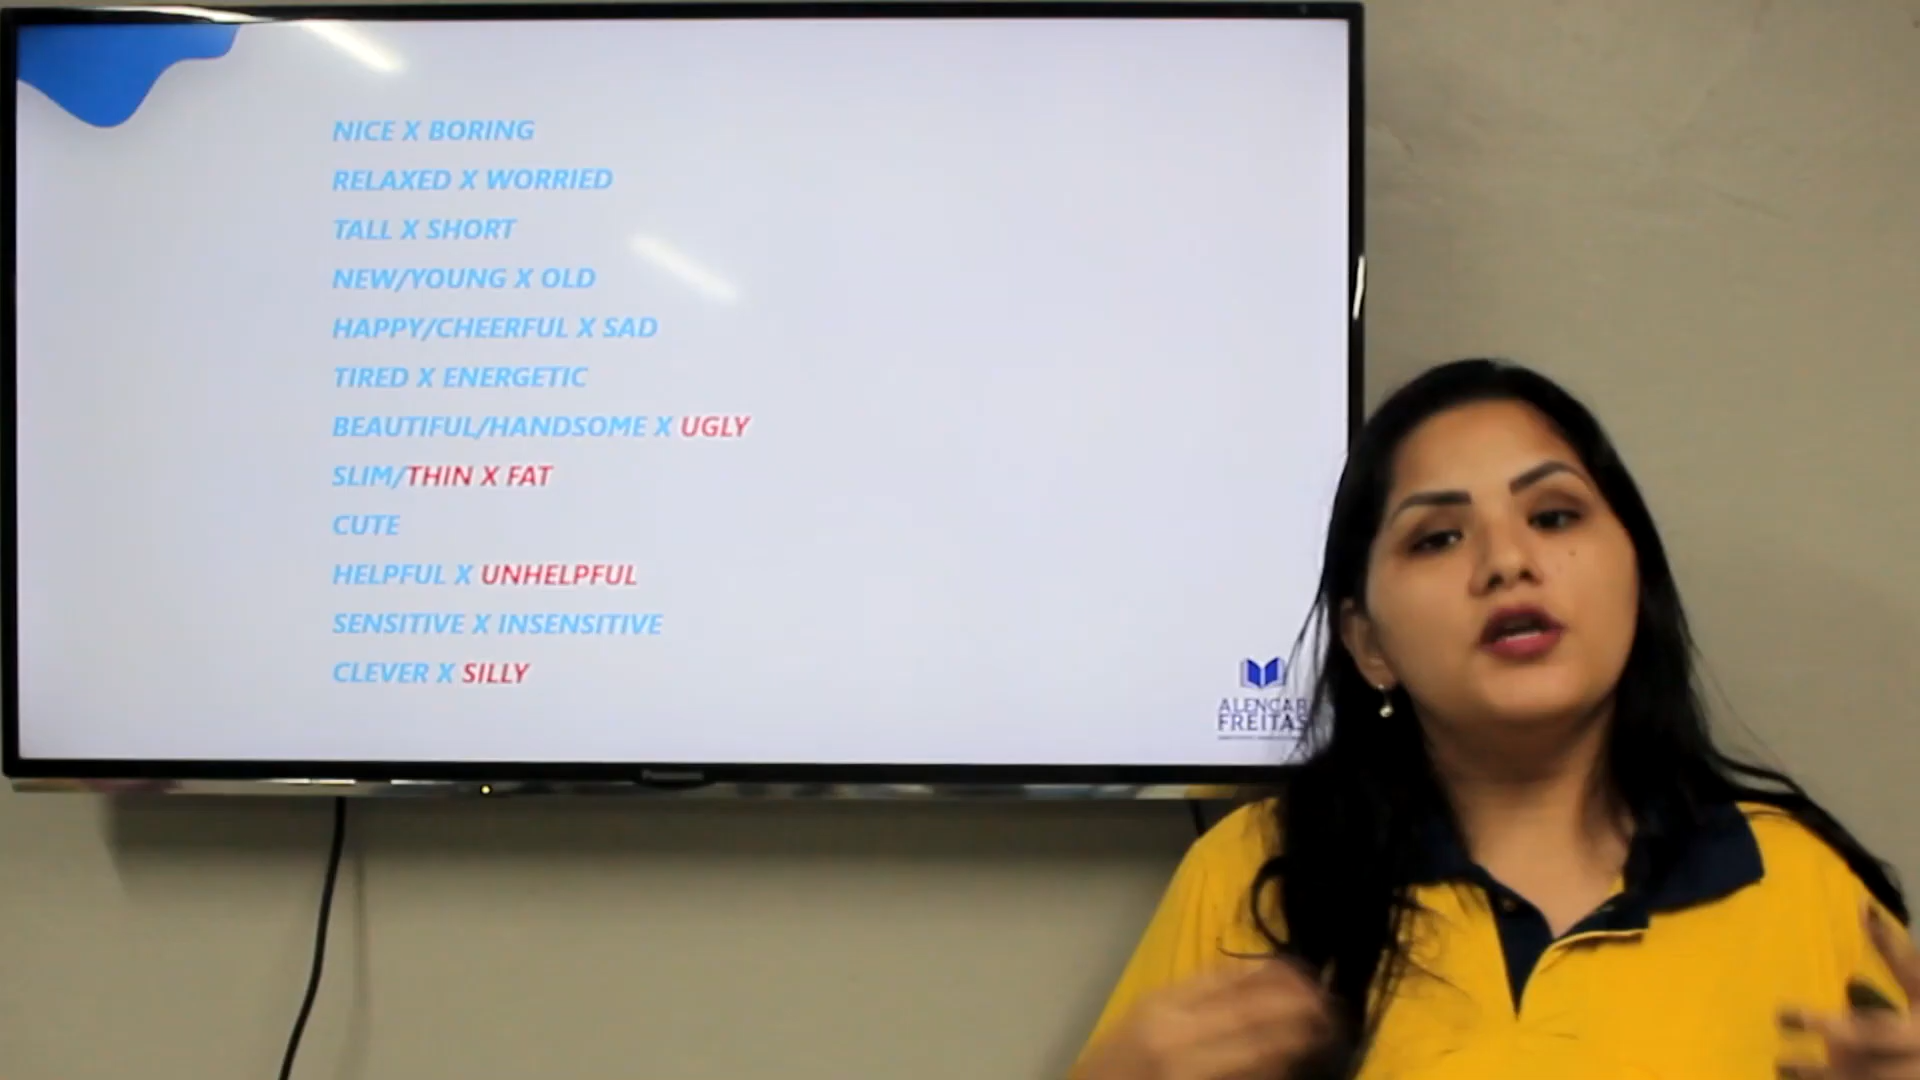 NICE X BORING
RELAXED X WORRIED
TALL X SHORT
NEW/YOUNG X OLD
HAPPY/CHEERFUL X SAD
TIRED X ENERGETIC
BEAUTIFUL/HANDSOME X UGLY
SLIM/THIN X FAT
CUTE
HELPFUL X UNHELPFUL
SENSITIVE X INSENSITIVE
CLEVER X SILLY
ALENCAR
FREITAS
Panasonic